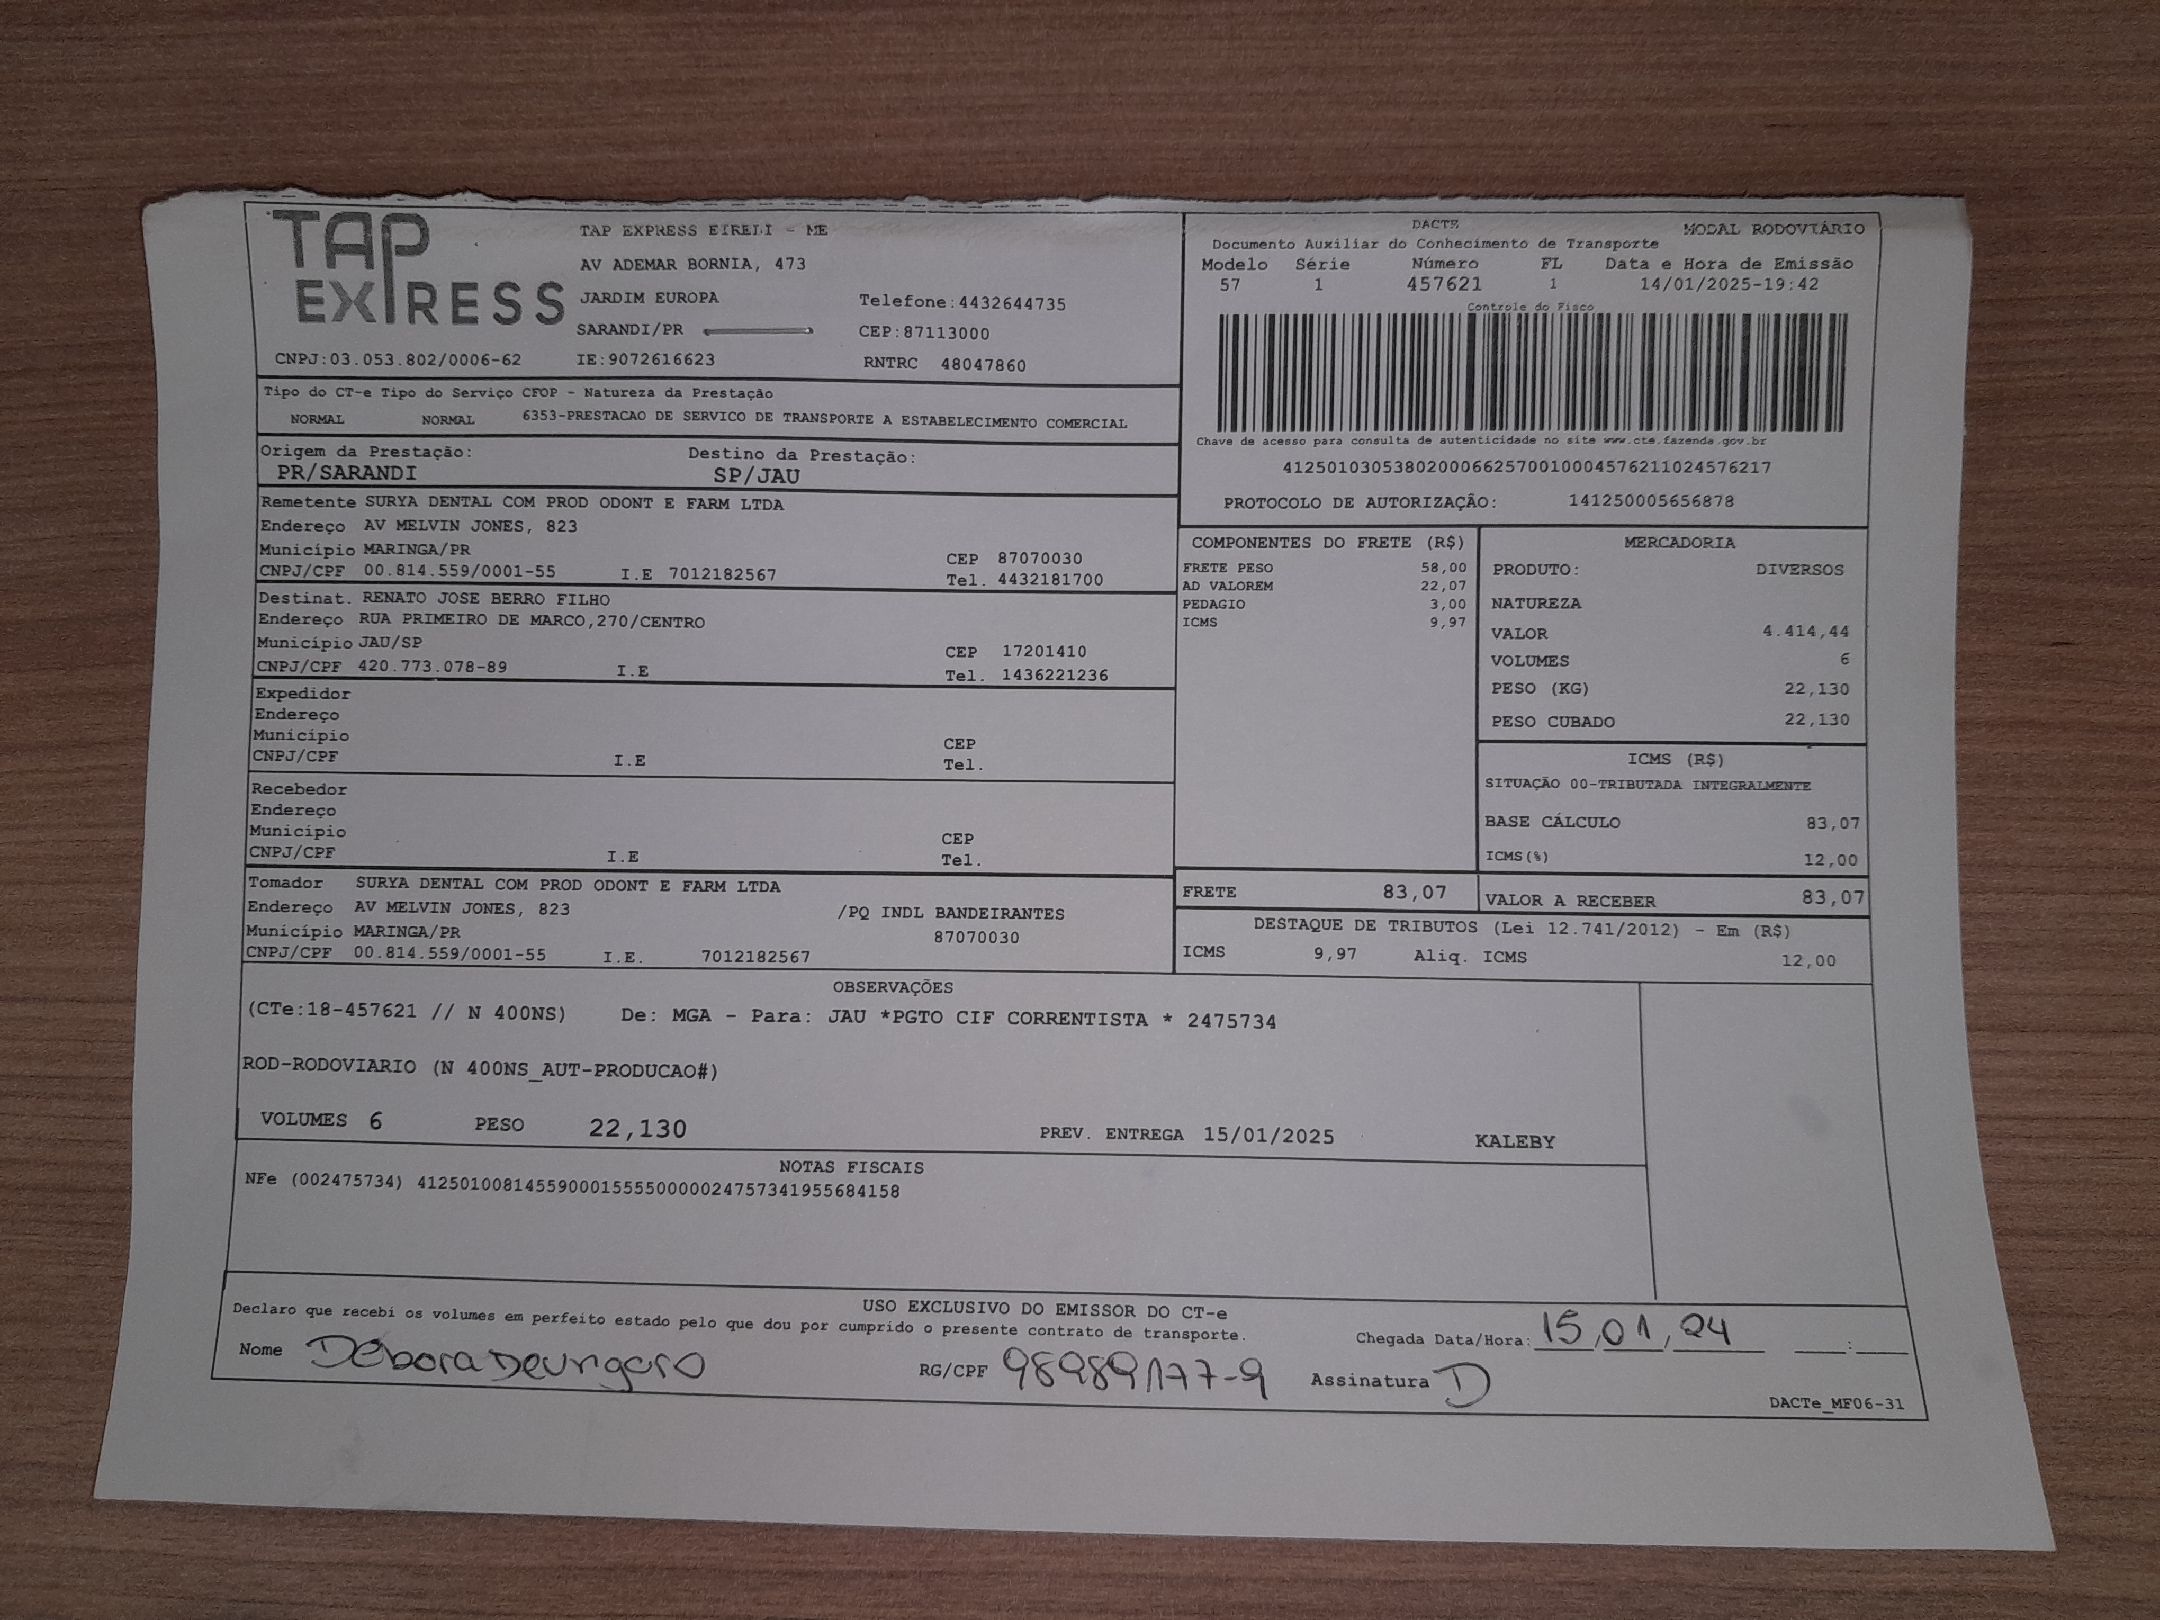 TAP EXPRESS
TAP EXPRESS EIRELI - ME
AV ADEMAR BORNIA, 473
JARDIM EUROPA Telefone:4432644735
SARANDI/PR CEP:87113000
CNPJ:03.053.802/0006-62 IE:9072616623 RNTRC 48047860
DACTE MODAL RODOVIÁRIO
Documento Auxiliar do Conhecimento de Transporte
Modelo Série Número FL Data e Hora de Emissão
57 1 457621 1 14/01/2025-19:42
Controle do Fisco
Chave de acesso para consulta de autenticidade no site www.cte.fazenda.gov.br
41250103053802000662570010004576211024576217
PROTOCOLO DE AUTORIZAÇÃO: 141250005656878
Tipo do CT-e Tipo do Serviço CFOP - Natureza da Prestação
NORMAL NORMAL 6353-PRESTACAO DE SERVICO DE TRANSPORTE A ESTABELECIMENTO COMERCIAL
Origem da Prestação: Destino da Prestação:
PR/SARANDI SP/JAU
Remetente SURYA DENTAL COM PROD ODONT E FARM LTDA
Endereço AV MELVIN JONES, 823
Município MARINGA/PR CEP 87070030
CNPJ/CPF 00.814.559/0001-55 I.E 7012182567 Tel. 4432181700
Destinat. RENATO JOSE BERRO FILHO
Endereço RUA PRIMEIRO DE MARCO,270/CENTRO
Município JAU/SP CEP 17201410
CNPJ/CPF 420.773.078-89 I.E Tel. 1436221236
Expedidor
Endereço
Município CEP
CNPJ/CPF I.E Tel.
Recebedor
Endereço
Município CEP
CNPJ/CPF I.E Tel.
Tomador SURYA DENTAL COM PROD ODONT E FARM LTDA
Endereço AV MELVIN JONES, 823 /PQ INDL BANDEIRANTES
Município MARINGA/PR 87070030
CNPJ/CPF 00.814.559/0001-55 I.E. 7012182567
COMPONENTES DO FRETE (R$)
FRETE PESO 58,00
AD VALOREM 22,07
PEDAGIO 3,00
ICMS 9,97
MERCADORIA
PRODUTO: DIVERSOS
NATUREZA
VALOR 4.414,44
VOLUMES 6
PESO (KG) 22,130
PESO CUBADO 22,130
ICMS (R$)
SITUAÇÃO 00-TRIBUTADA INTEGRALMENTE
BASE CÁLCULO 83,07
ICMS(%) 12,00
FRETE 83,07 VALOR A RECEBER 83,07
DESTAQUE DE TRIBUTOS (Lei 12.741/2012) - Em (R$)
ICMS 9,97 Aliq. ICMS 12,00
OBSERVAÇÕES
(CTe:18-457621 // N 400NS) De: MGA - Para: JAU *PGTO CIF CORRENTISTA * 2475734
ROD-RODOVIARIO (N 400NS_AUT-PRODUCAO#)
VOLUMES 6 PESO 22,130 PREV. ENTREGA 15/01/2025 KALEBY
NOTAS FISCAIS
NFe (002475734) 41250100814559000155550000024757341955684158
USO EXCLUSIVO DO EMISSOR DO CT-e
Declaro que recebi os volumes em perfeito estado pelo que dou por cumprido o presente contrato de transporte.
Chegada Data/Hora: 15,01,24 :
Nome Débora RG/CPF 98989177-9 Assinatura D
DACTe_MF06-31